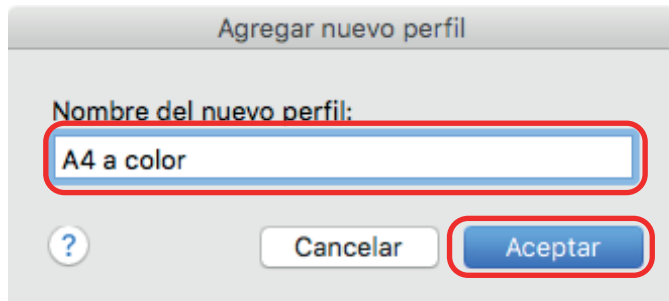 Agregar nuevo perfil
Nombre del nuevo perfil:
A4 a color
? Cancelar Aceptar